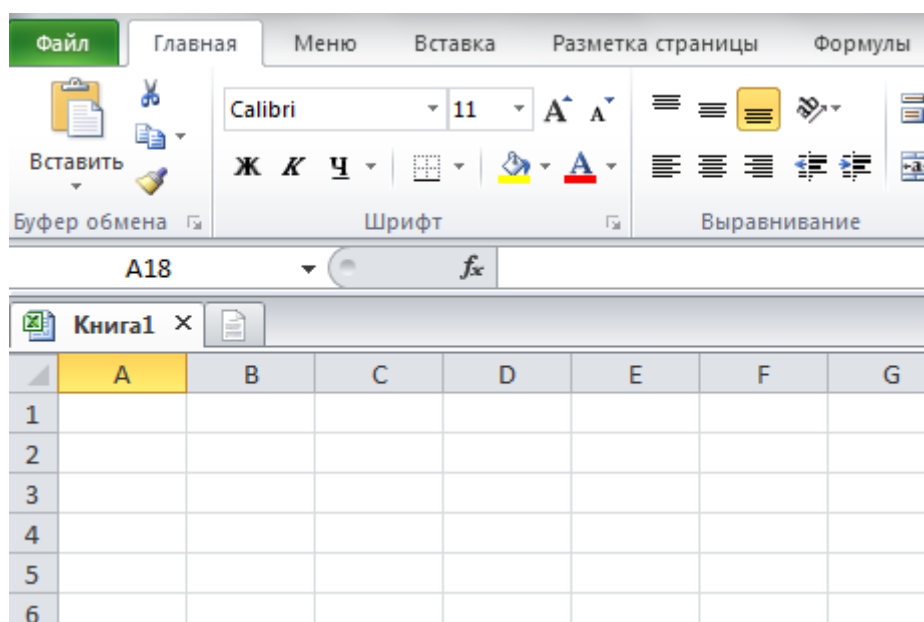 Файл Главная Меню Вставка Разметка страницы Формулы
Calibri 11 A A
Вставить Ж К Ч A
Буфер обмена Шрифт Выравнивание
A18 fx
Книга1
A B C D E F G
1
2
3
4
5
6